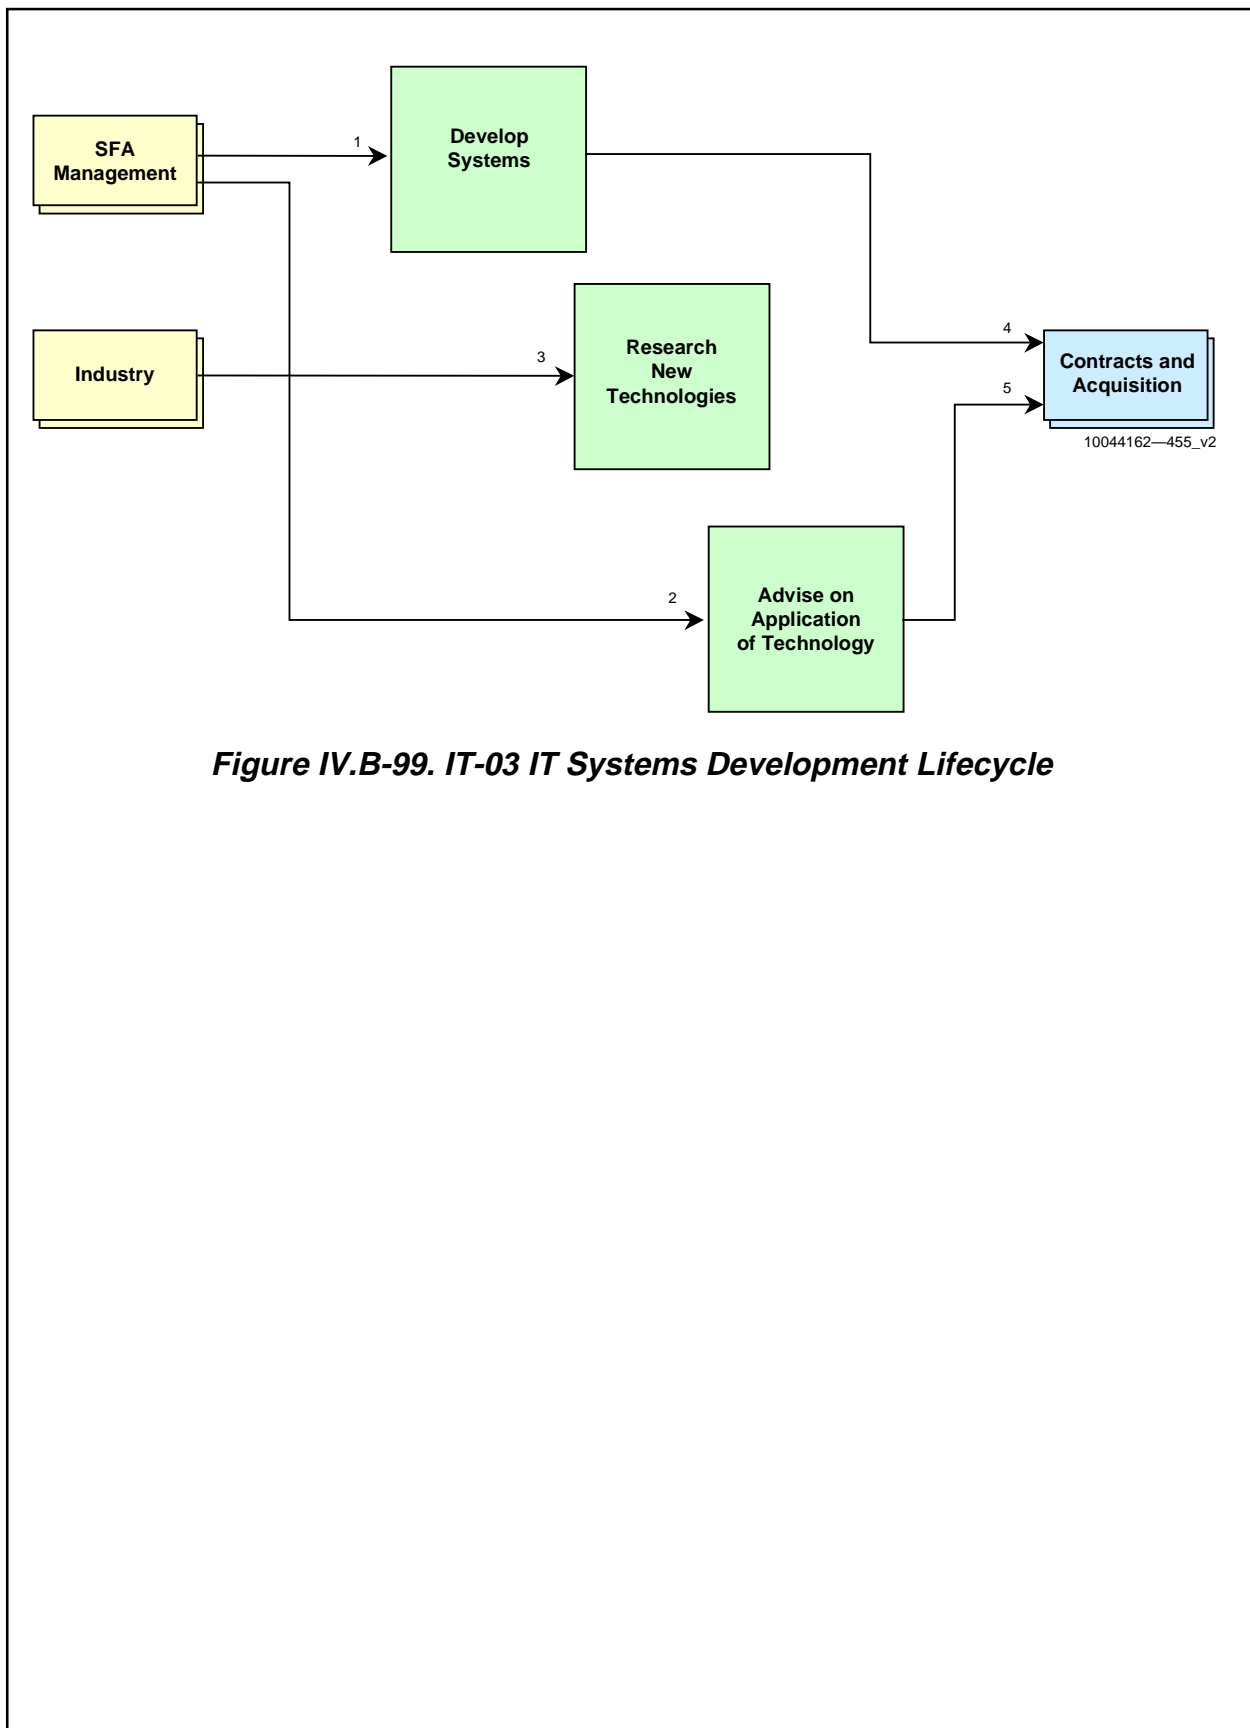 SFA
Management
1
Develop
Systems
Industry
3
Research
New
Technologies
4
Contracts and
Acquisition
5
10044162—455_v2
2
Advise on
Application
of Technology
Figure IV.B-99. IT-03 IT Systems Development Lifecycle